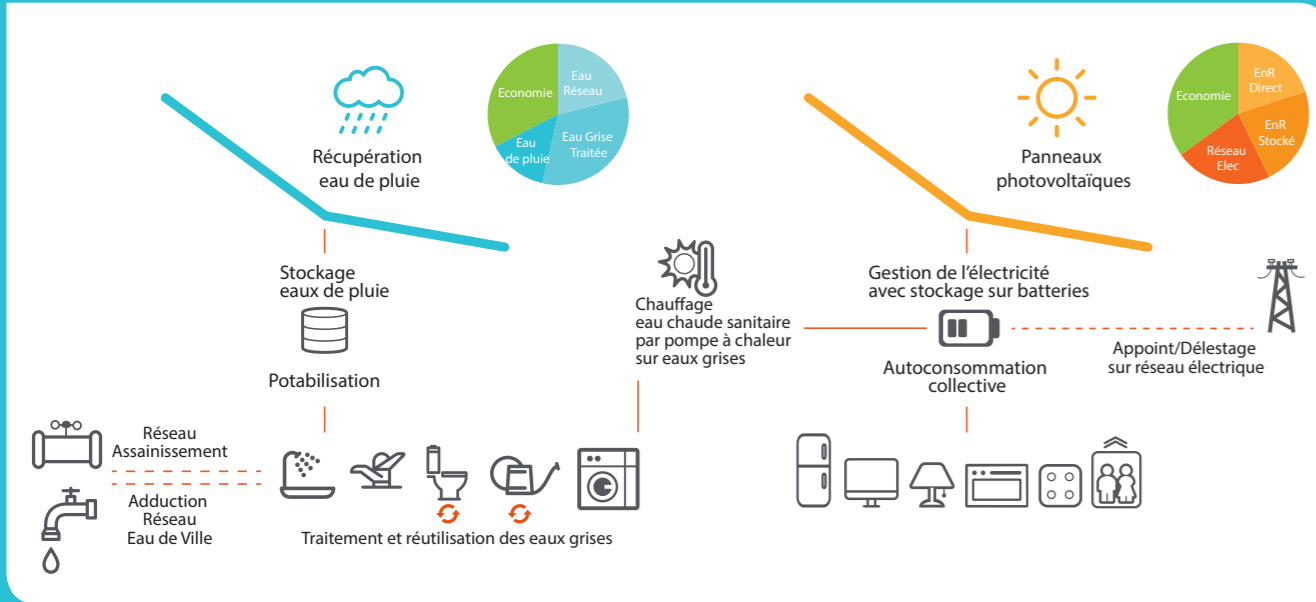 Récupération
eau de pluie
Economie
Eau
Réseau
Eau Grise
Traitée
Eau
de pluie
Panneaux
photovoltaïques
Economie
EnR
Direct
EnR
Stocké
Réseau
Elec
Stockage
eaux de pluie
Potabilisation
Chauffage
eau chaude sanitaire
par pompe à chaleur
sur eaux grises
Gestion de l’électricité
avec stockage sur batteries
Autoconsommation
collective
Appoint/Délestage
sur réseau électrique
Réseau
Assainissement
Adduction
Réseau
Eau de Ville
Traitement et réutilisation des eaux grises